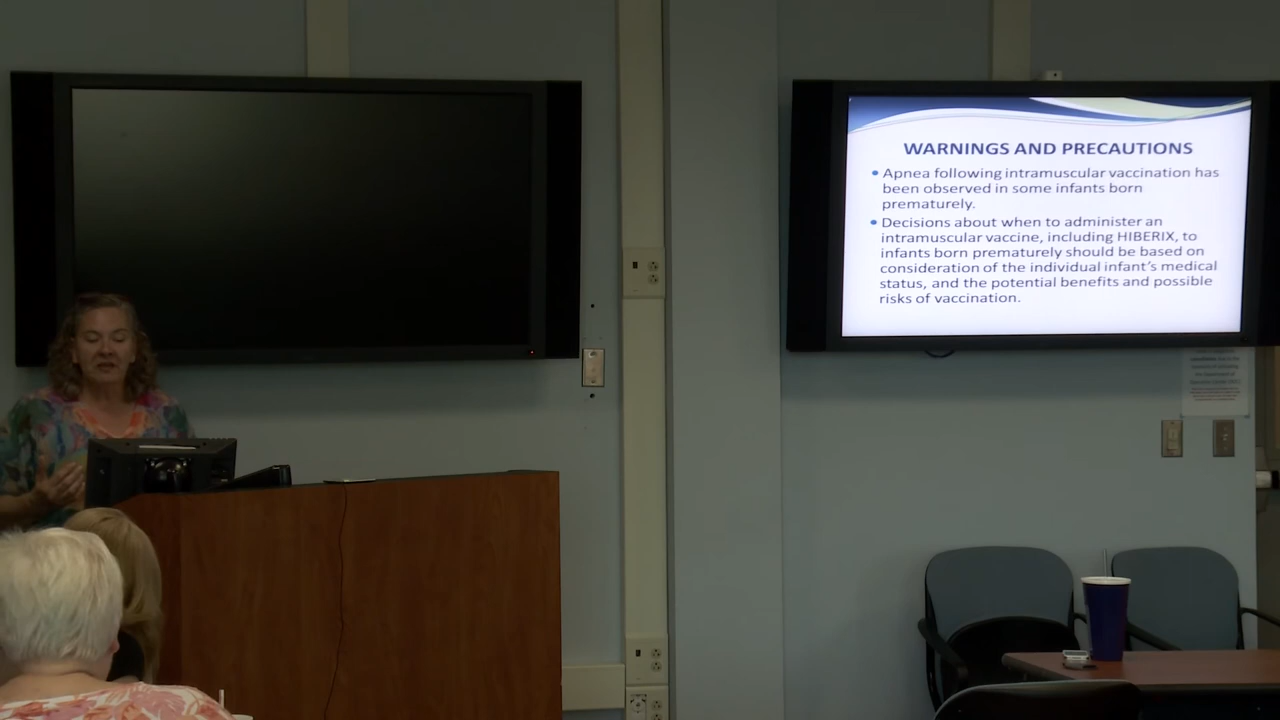 WARNINGS AND PRECAUTIONS
• Apnea following intramuscular vaccination has
been observed in some infants born
prematurely.
• Decisions about when to administer an
intramuscular vaccine, including HIBERIX, to
infants born prematurely should be based on
consideration of the individual infant's medical
status, and the potential benefits and possible
risks of vaccination.